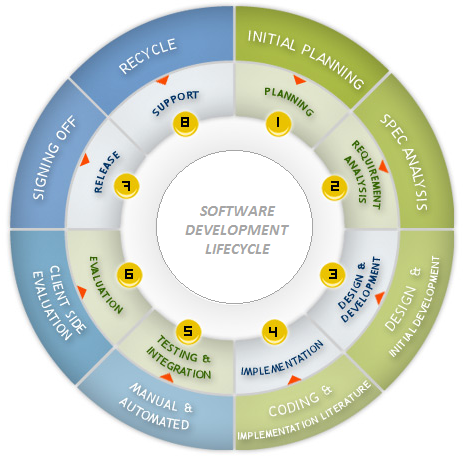 SOFTWARE
DEVELOPMENT
LIFECYCLE
INITIAL PLANNING
PLANNING
1
SPEC ANALYSIS
REQUIREMENT
ANALYSIS
2
DESIGN &
INITIAL DEVELOPMENT
DESIGN &
DEVELOPMENT
3
CODING &
IMPLEMENTATION LITERATURE
IMPLEMENTATION
4
MANUAL &
AUTOMATED
TESTING &
INTEGRATION
5
CLIENT SIDE
EVALUATION
EVALUATION
6
SIGNING OFF
RELEASE
7
RECYCLE
SUPPORT
8